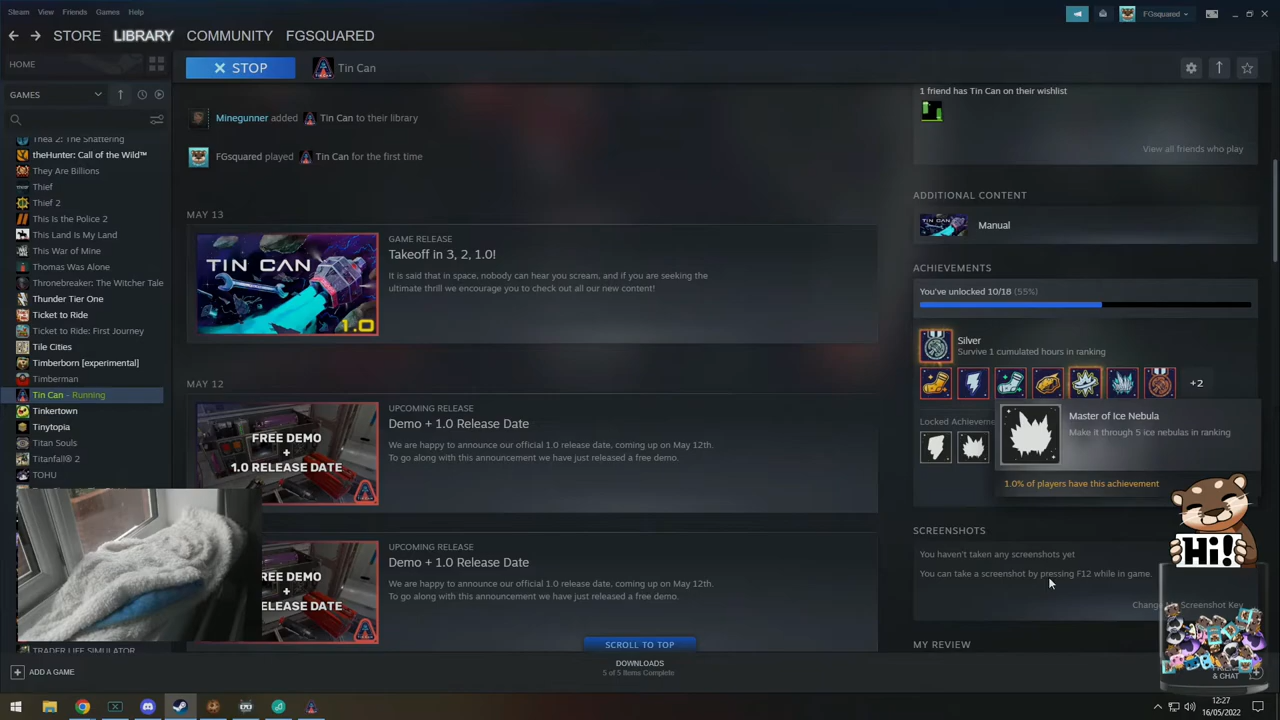 Steam View Friends Games Help
FGsquared
STORE LIBRARY COMMUNITY FGSQUARED
HOME
STOP
Tin Can
GAMES
Thea 2: The Shattering
theHunter: Call of the Wild™
They Are Billions
Thief
Thief 2
This Is the Police 2
This Land Is My Land
This War of Mine
Thomas Was Alone
Thronebreaker: The Witcher Tale
Thunder Tier One
Ticket to Ride
Ticket to Ride: First Journey
Tile Cities
Timberborn [experimental]
Timberman
Tin Can - Running
Tinkertown
Tinytopia
Titan Souls
Titanfall® 2
TOHU
TRADER LIFE SIMULATOR
ADD A GAME
Minegunner added Tin Can to their library
FGsquared played Tin Can for the first time
MAY 13
TIN CAN
1.0
GAME RELEASE
Takeoff in 3, 2, 1.0!
It is said that in space, nobody can hear you scream, and if you are seeking the
ultimate thrill we encourage you to check out all our new content!
MAY 12
FREE DEMO
+
1.0 RELEASE DATE
UPCOMING RELEASE
Demo + 1.0 Release Date
We are happy to announce our official 1.0 release date, coming up on May 12th.
To go along with this announcement we have just released a free demo.
DEMO
+
RELEASE DATE
UPCOMING RELEASE
Demo + 1.0 Release Date
We are happy to announce our official 1.0 release date, coming up on May 12th.
To go along with this announcement we have just released a free demo.
SCROLL TO TOP
DOWNLOADS
5 of 5 Items Complete
1 friend has Tin Can on their wishlist
View all friends who play
ADDITIONAL CONTENT
TIN CAN
Manual
ACHIEVEMENTS
You've unlocked 10/18 (55%)
Silver
Survive 1 cumulated hours in ranking
+2
Locked Achieveme
Master of Ice Nebula
Make it through 5 ice nebulas in ranking
1.0% of players have this achievement
SCREENSHOTS
You haven't taken any screenshots yet
You can take a screenshot by pressing F12 while in game.
Screenshot Key
MY REVIEW
Hi!
& CHAT
12:27
16/05/2022